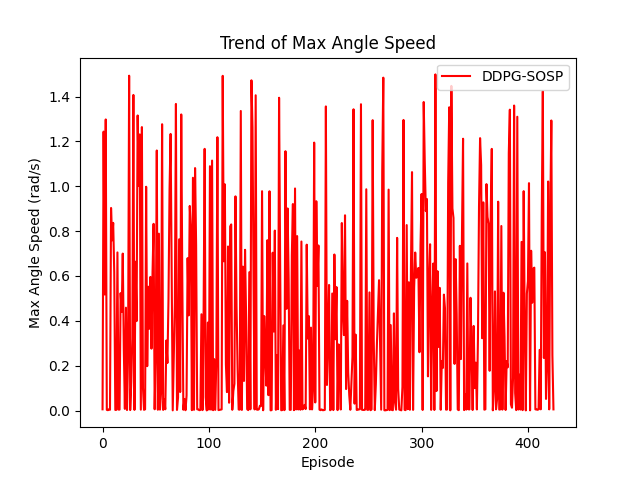 Trend of Max Angle Speed
DDPG-SOSP
Max Angle Speed (rad/s)
1.4
1.2
1.0
0.8
0.6
0.4
0.2
0.0
0 100 200 300 400
Episode